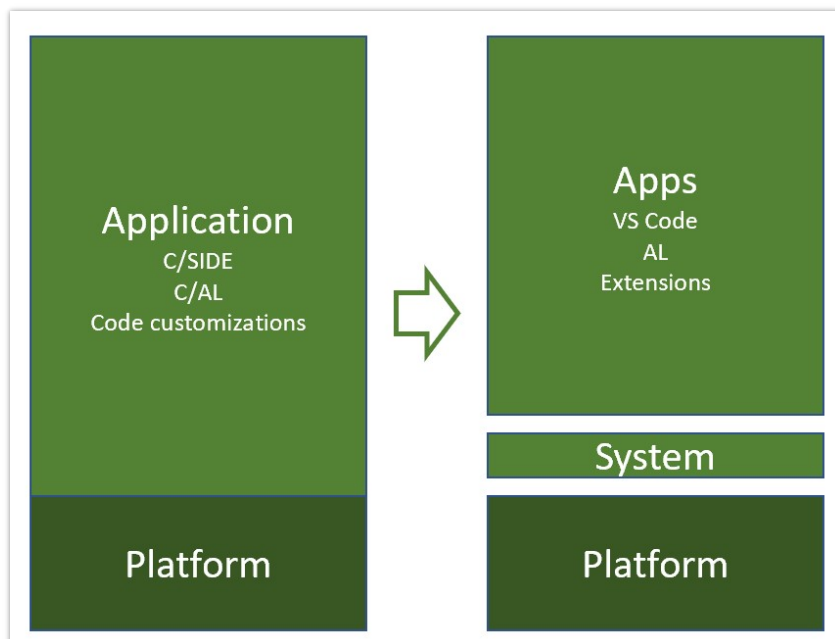 Application
C/SIDE
C/AL
Code customizations
Platform
Apps
VS Code
AL
Extensions
System
Platform